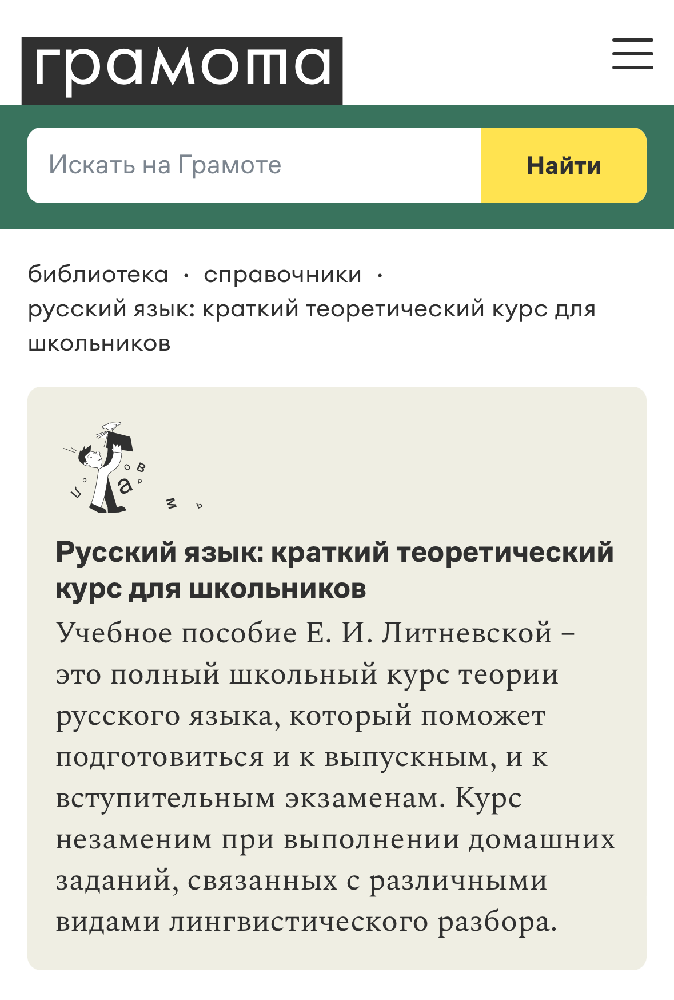 грамота
Искать на Грамоте
Найти
библиотека · справочники ·
русский язык: краткий теоретический курс для
школьников
о в
с р
л а
м ь
Русский язык: краткий теоретический
курс для школьников
Учебное пособие Е. И. Литневской –
это полный школьный курс теории
русского языка, который поможет
подготовиться и к выпускным, и к
вступительным экзаменам. Курс
незаменим при выполнении домашних
заданий, связанных с различными
видами лингвистического разбора.